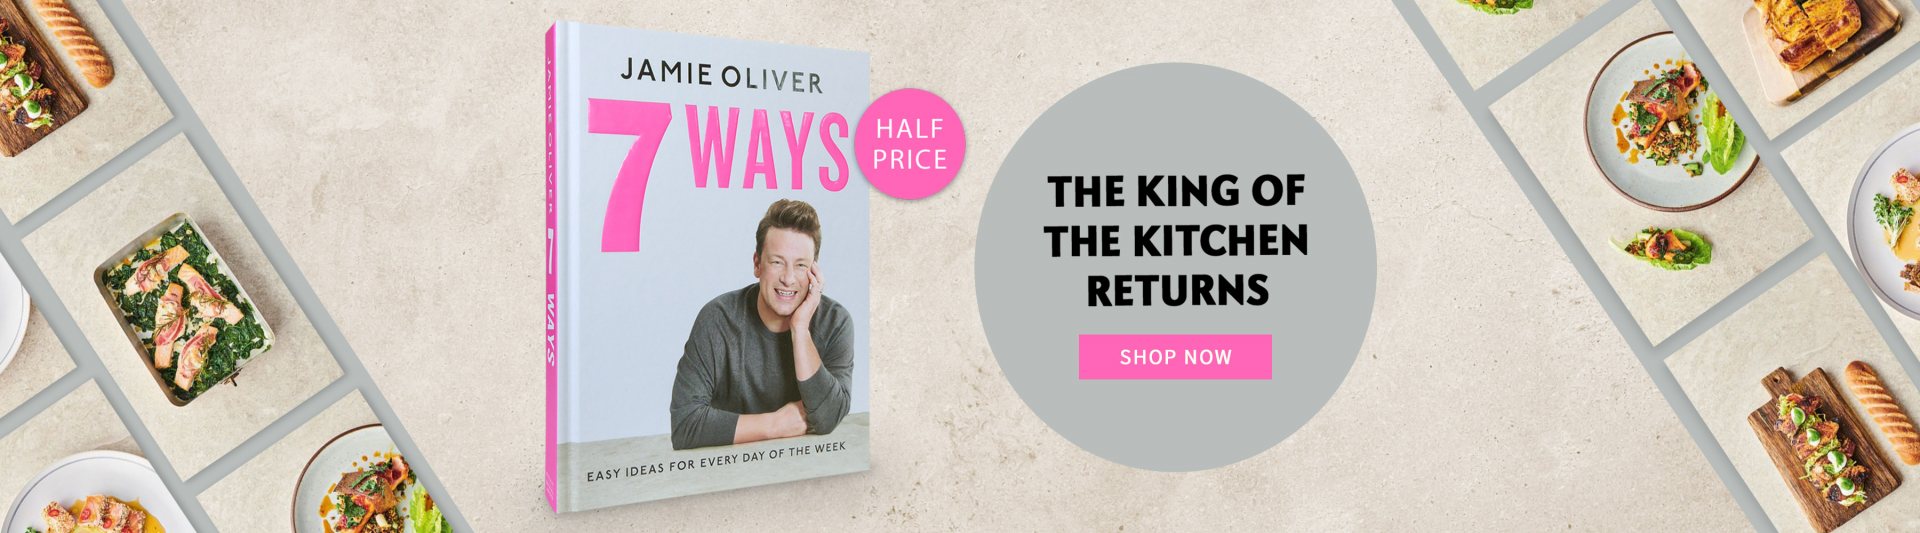 JAMIE OLIVER
7 WAYS
EASY IDEAS FOR EVERY DAY OF THE WEEK
JAMIE OLIVER 7 WAYS
HALF
PRICE
THE KING OF
THE KITCHEN
RETURNS
SHOP NOW